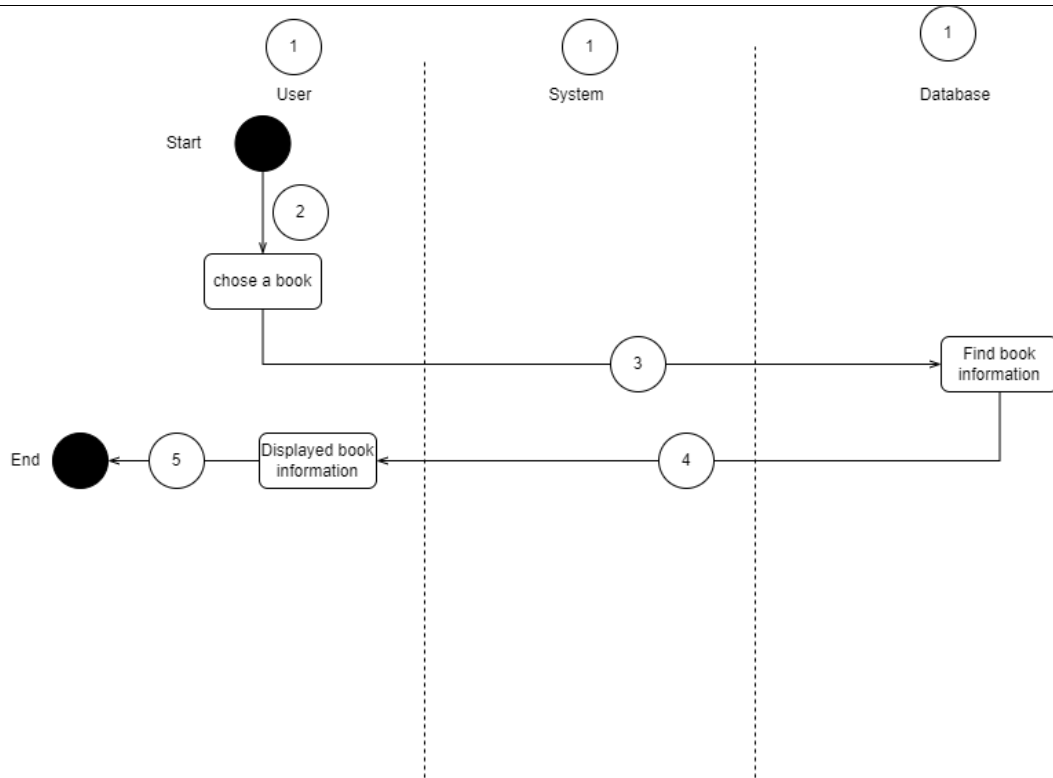 1
1
1
User
System
Database
Start
2
chose a book
3
Find book
information
End
5
Displayed book
information
4